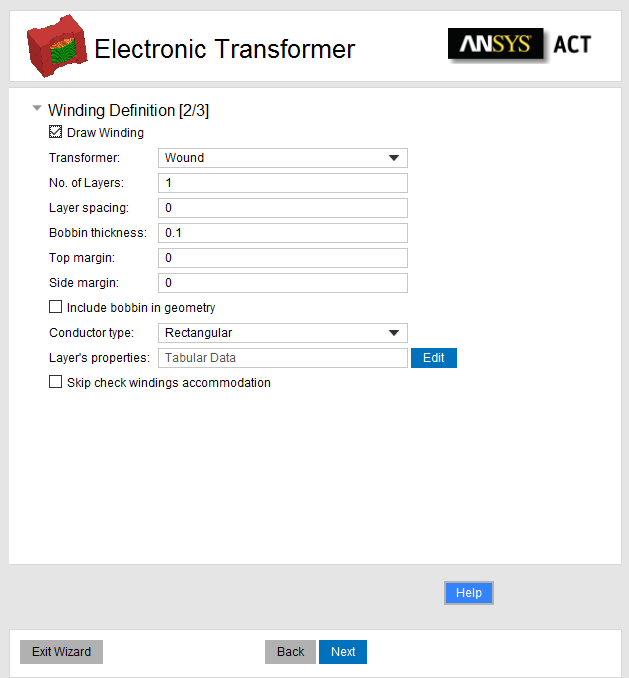 Electronic Transformer
ANSYS ACT
Winding Definition [2/3]
Draw Winding
Transformer: Wound
No. of Layers: 1
Layer spacing: 0
Bobbin thickness: 0.1
Top margin: 0
Side margin: 0
Include bobbin in geometry
Conductor type: Rectangular
Layer's properties: Tabular Data Edit
Skip check windings accommodation
Help
Exit Wizard Back Next